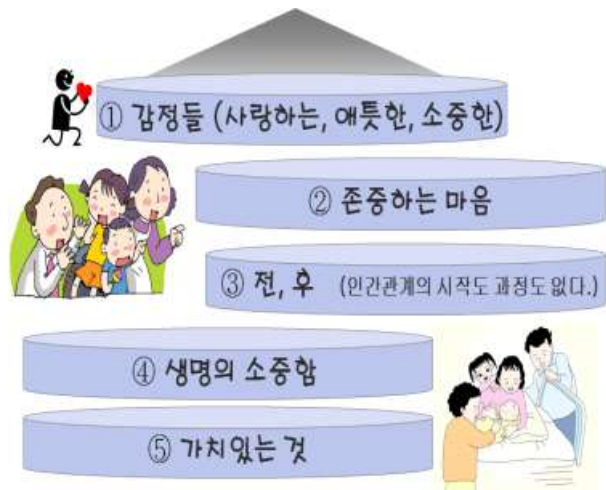 ① 감정들 (사랑하는, 애틋한, 소중한)
② 존중하는 마음
③ 전, 후 (인간관계의 시작도 과정도 없다.)
④ 생명의 소중함
⑤ 가치있는 것